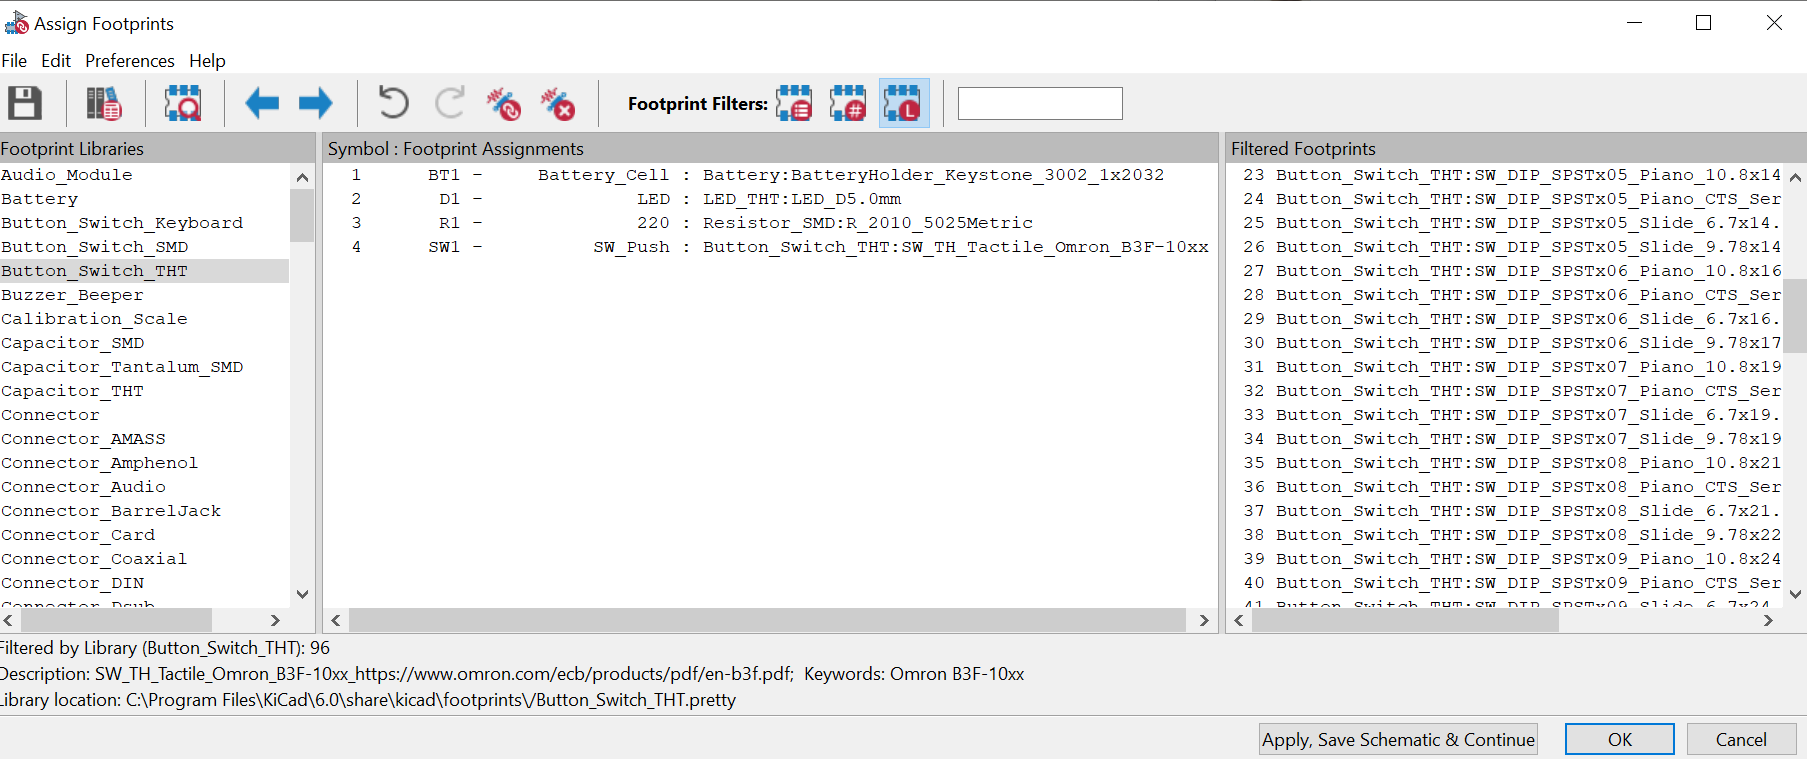 Assign Footprints
File Edit Preferences Help
Footprint Filters:
Footprint Libraries
Audio_Module
Battery
Button_Switch_Keyboard
Button_Switch_SMD
Button_Switch_THT
Buzzer_Beeper
Calibration_Scale
Capacitor_SMD
Capacitor_Tantalum_SMD
Capacitor_THT
Connector
Connector_AMASS
Connector_Amphenol
Connector_Audio
Connector_BarrelJack
Connector_Card
Connector_Coaxial
Connector_DIN
Connector_Dsub
Symbol : Footprint Assignments
1 BT1 - Battery_Cell : Battery:BatteryHolder_Keystone_3002_1x2032
2 D1 - LED : LED_THT:LED_D5.0mm
3 R1 - 220 : Resistor_SMD:R_2010_5025Metric
4 SW1 - SW_Push : Button_Switch_THT:SW_TH_Tactile_Omron_B3F-10xx
Filtered Footprints
23 Button_Switch_THT:SW_DIP_SPSTx05_Piano_10.8x14
24 Button_Switch_THT:SW_DIP_SPSTx05_Piano_CTS_Ser
25 Button_Switch_THT:SW_DIP_SPSTx05_Slide_6.7x14.
26 Button_Switch_THT:SW_DIP_SPSTx05_Slide_9.78x14
27 Button_Switch_THT:SW_DIP_SPSTx06_Piano_10.8x16
28 Button_Switch_THT:SW_DIP_SPSTx06_Piano_CTS_Ser
29 Button_Switch_THT:SW_DIP_SPSTx06_Slide_6.7x16.
30 Button_Switch_THT:SW_DIP_SPSTx06_Slide_9.78x17
31 Button_Switch_THT:SW_DIP_SPSTx07_Piano_10.8x19
32 Button_Switch_THT:SW_DIP_SPSTx07_Piano_CTS_Ser
33 Button_Switch_THT:SW_DIP_SPSTx07_Slide_6.7x19.
34 Button_Switch_THT:SW_DIP_SPSTx07_Slide_9.78x19
35 Button_Switch_THT:SW_DIP_SPSTx08_Piano_10.8x21
36 Button_Switch_THT:SW_DIP_SPSTx08_Piano_CTS_Ser
37 Button_Switch_THT:SW_DIP_SPSTx08_Slide_6.7x21.
38 Button_Switch_THT:SW_DIP_SPSTx08_Slide_9.78x22
39 Button_Switch_THT:SW_DIP_SPSTx09_Piano_10.8x24
40 Button_Switch_THT:SW_DIP_SPSTx09_Piano_CTS_Ser
41 Button_Switch_THT:SW_DIP_SPSTx09_Slide_6.7x24.
Filtered by Library (Button_Switch_THT): 96
Description: SW_TH_Tactile_Omron_B3F-10xx_https://www.omron.com/ecb/products/pdf/en-b3f.pdf; Keywords: Omron B3F-10xx
Library location: C:\Program Files\KiCad\6.0\share\kicad\footprints\/Button_Switch_THT.pretty
Apply, Save Schematic & Continue
OK
Cancel